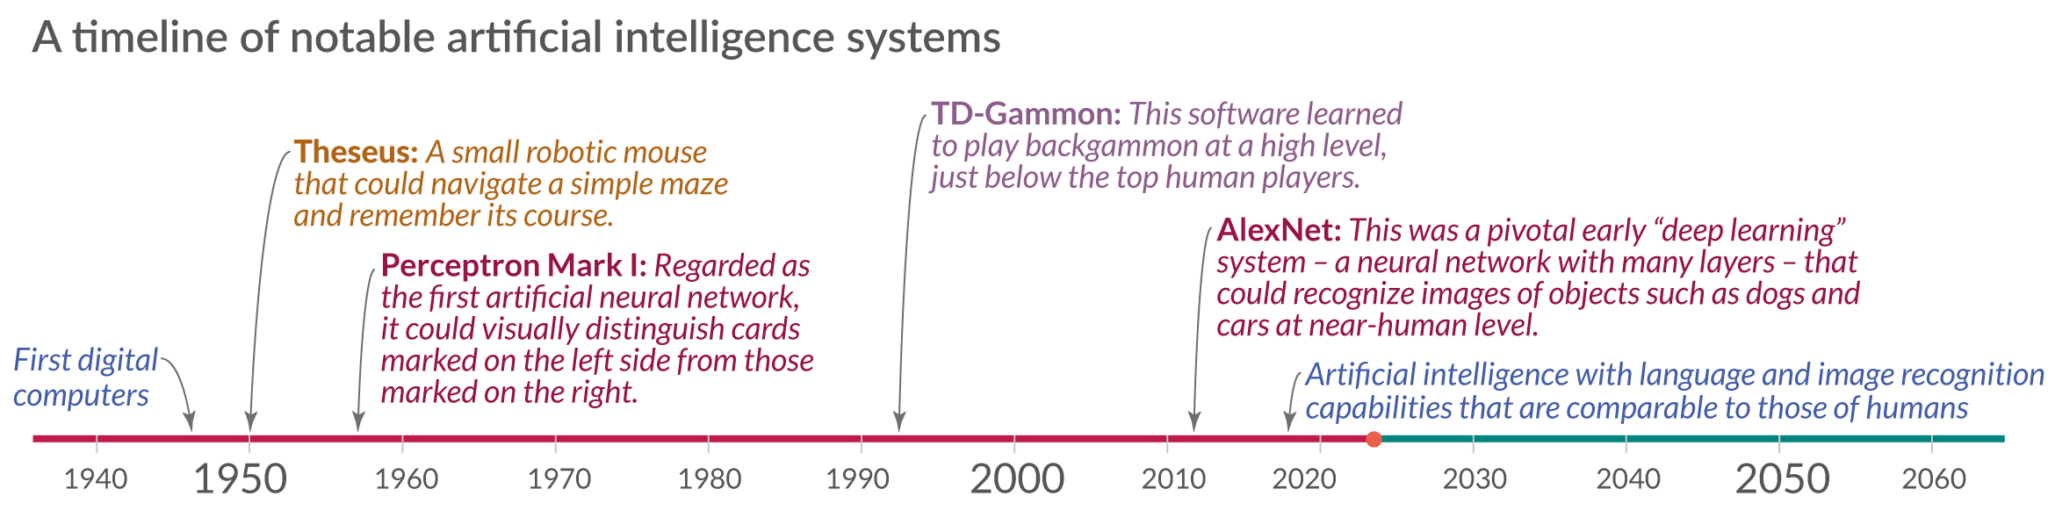 A timeline of notable artificial intelligence systems
First digital
computers
Theseus: A small robotic mouse
that could navigate a simple maze
and remember its course.
Perceptron Mark I: Regarded as
the first artificial neural network,
it could visually distinguish cards
marked on the left side from those
marked on the right.
TD-Gammon: This software learned
to play backgammon at a high level,
just below the top human players.
AlexNet: This was a pivotal early “deep learning”
system – a neural network with many layers – that
could recognize images of objects such as dogs and
cars at near-human level.
Artificial intelligence with language and image recognition
capabilities that are comparable to those of humans
1940 1950 1960 1970 1980 1990 2000 2010 2020 2030 2040 2050 2060